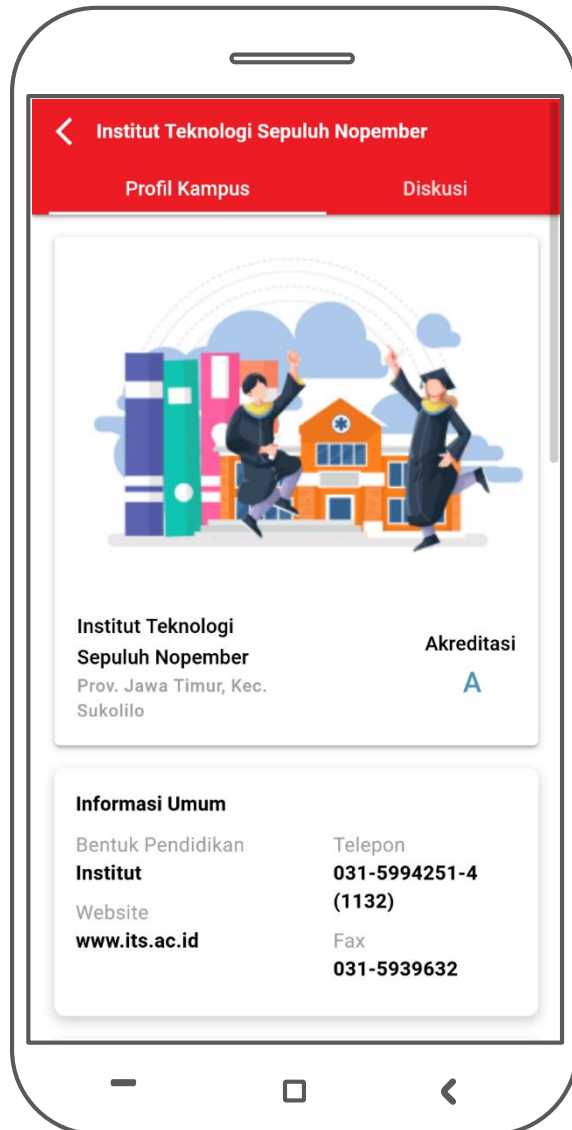 Institut Teknologi Sepuluh Nopember
Profil Kampus
Diskusi
Institut Teknologi
Sepuluh Nopember
Prov. Jawa Timur, Kec.
Sukolilo
Akreditasi
A
Informasi Umum
Bentuk Pendidikan
Institut
Website
www.its.ac.id
Telepon
031-5994251-4
(1132)
Fax
031-5939632